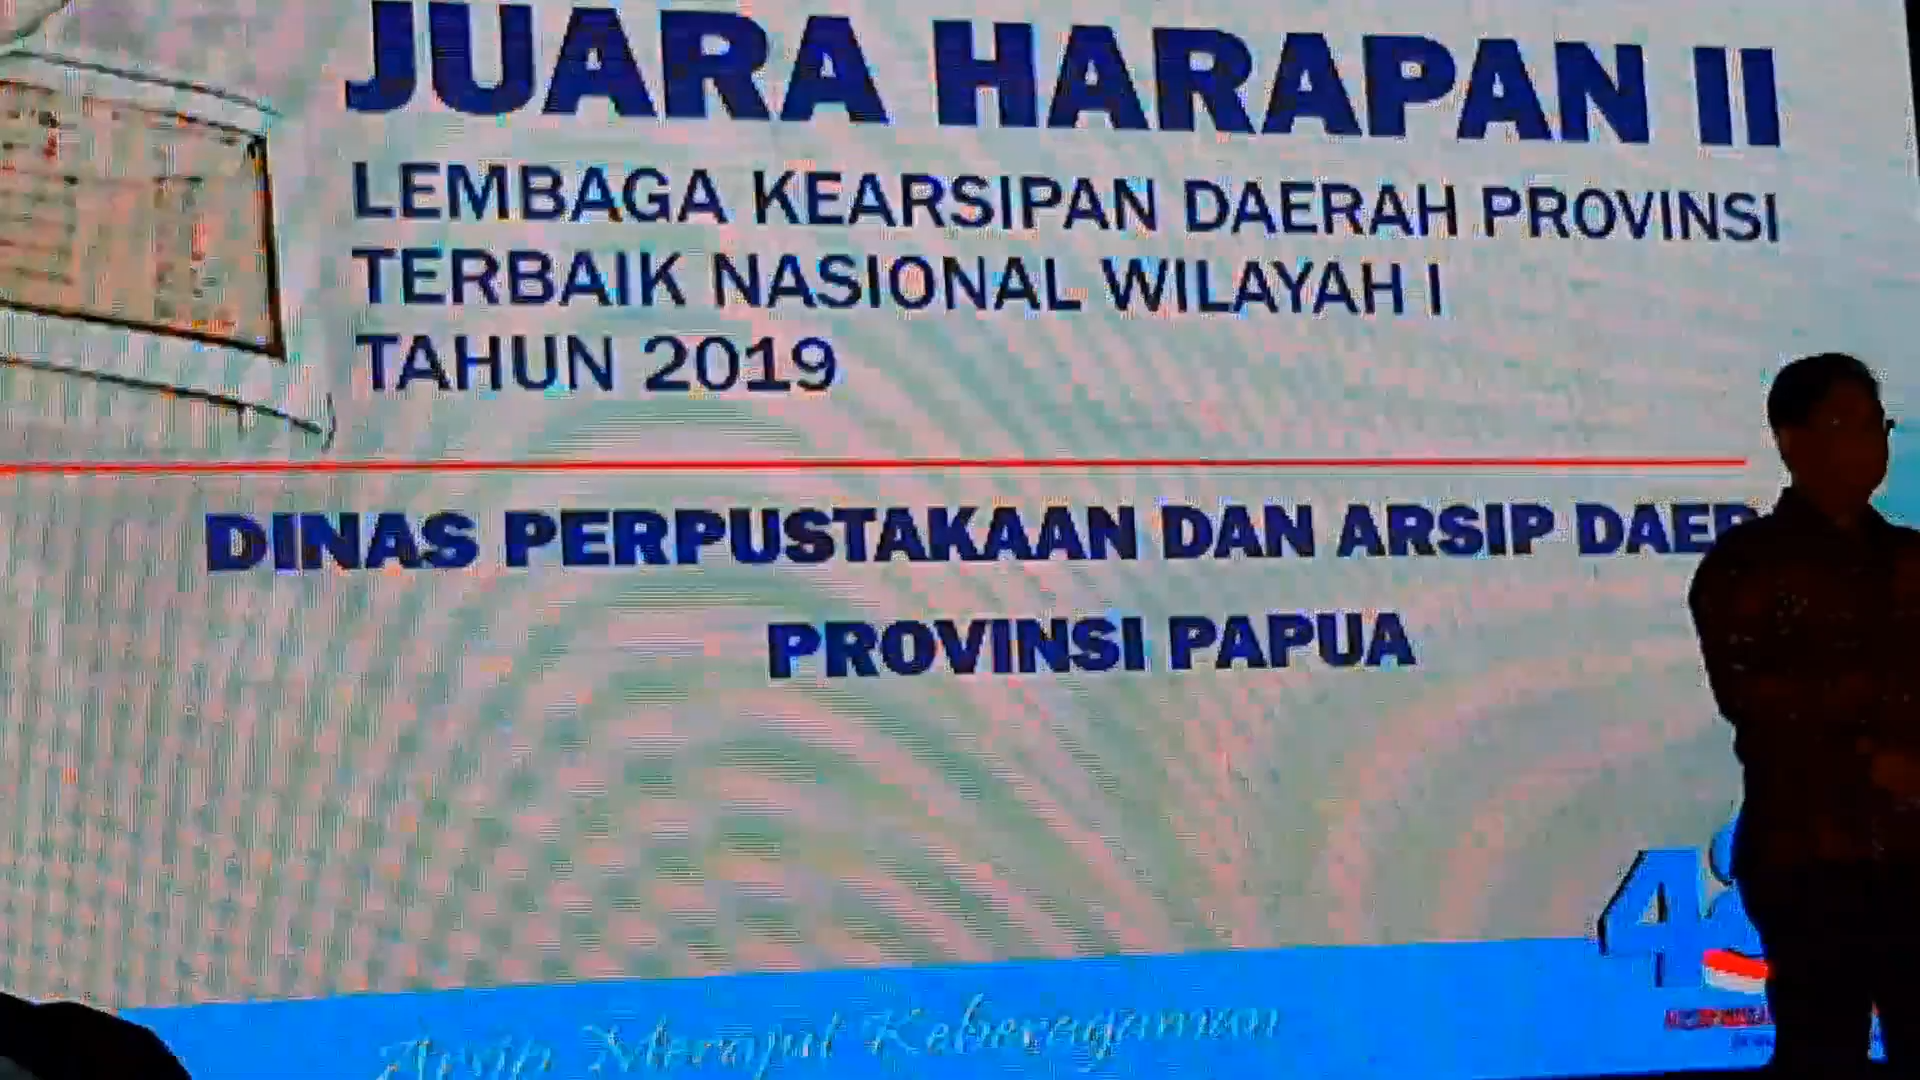 JUARA HARAPAN II
LEMBAGA KEARSIPAN DAERAH PROVINSI
TERBAIK NASIONAL WILAYAH I
TAHUN 2019
DINAS PERPUSTAKAAN DAN ARSIP DAER
PROVINSI PAPUA
Arsip Merajut Keberagaman